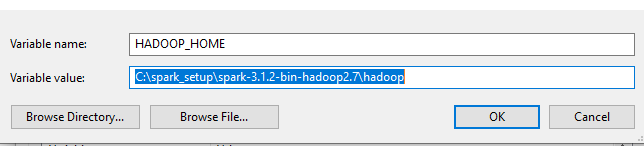 Variable name:
HADOOP_HOME
Variable value:
C:\spark_setup\spark-3.1.2-bin-hadoop2.7\hadoop
Browse Directory...
Browse File...
OK
Cancel